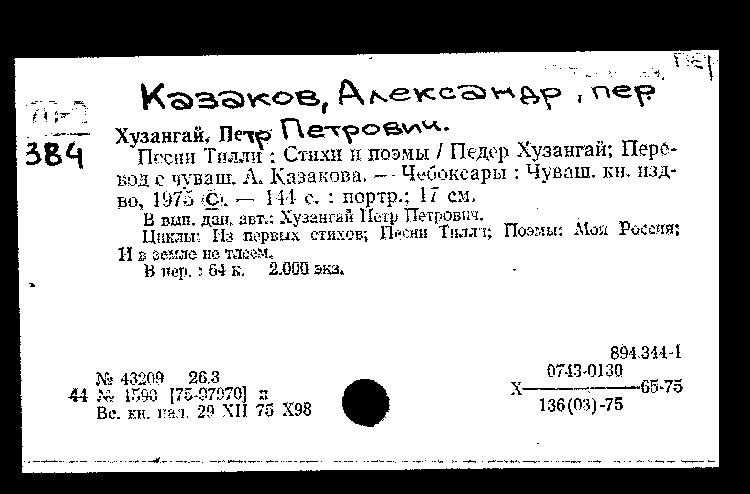 Казаков, Александр, пер
384
Хузангай, Петр Петрович.
Песни Тилли : Стихи и поэмы / Педер Хузангай; Пере-
вод с чуваш. А. Казакова. — Чебоксары : Чуваш. кн. изд-
во, 1975 ©. — 144 с. : портр.; 17 см.
В вып. дан. авт.: Хузангай Петр Петрович.
Циклы: Из первых стихов; Песни Тилли; Поэмы: Моя Россия;
И в земле не тлеем.
В пер. : 64 к. 2.000 экз.
894.344-1
№ 43209 26.3
0743-0130
44 № 1590 [75-97970] п
X 65-75
Вс. кн. пал. 29 XII 75 X98
136(03)-75